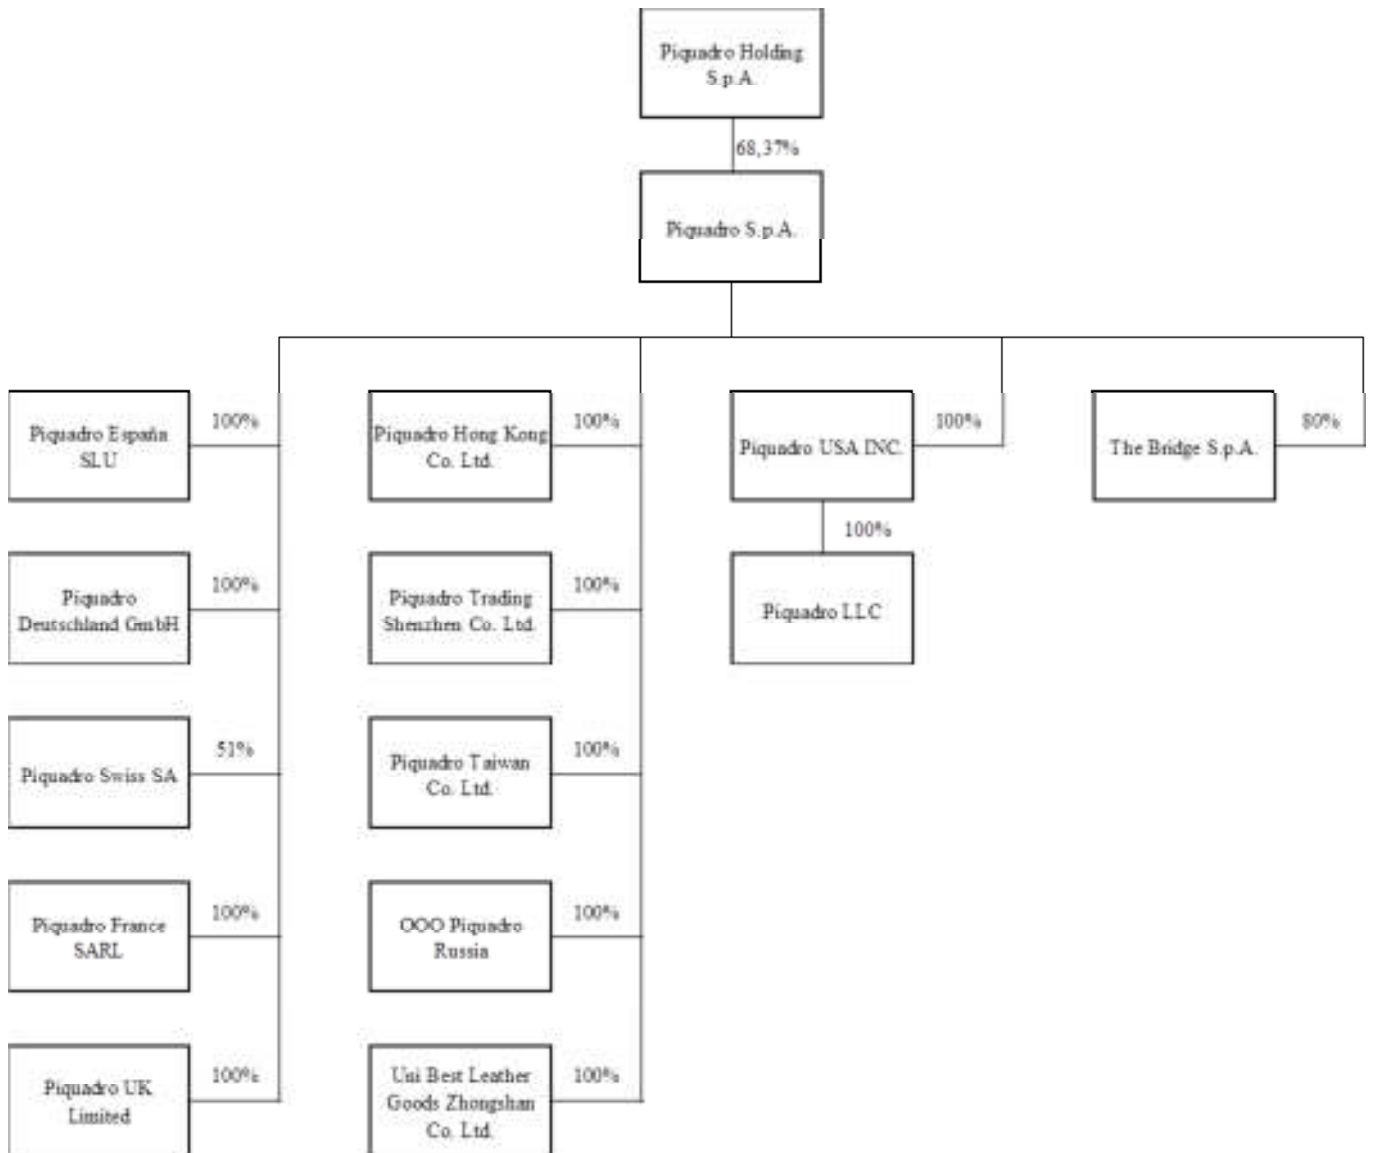 Piquadro Holding
S.p.A.
68,37%
Piquadro S.p.A.
Piquadro España
SLU
100%
Piquadro Hong Kong
Co. Ltd.
100%
Piquadro USA INC.
100%
The Bridge S.p.A.
80%
100%
Piquadro
Deutschland GmbH
100%
Piquadro Trading
Shenzhen Co. Ltd.
100%
Piquadro LLC
Piquadro Swiss SA
51%
Piquadro Taiwan
Co. Ltd.
100%
Piquadro France
SARL
100%
OOO Piquadro
Russia
100%
Piquadro UK
Limited
100%
Uni Best Leather
Goods Zhongshan
Co. Ltd.
100%